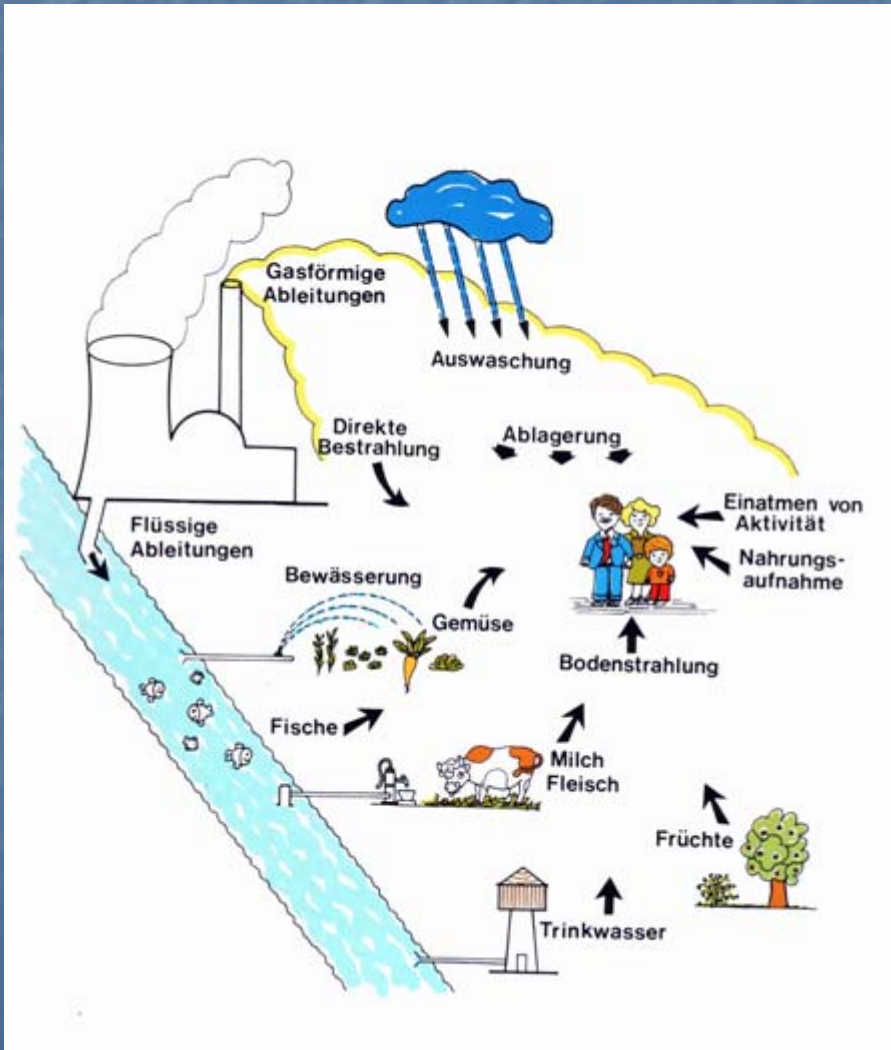 Gasförmige
Ableitungen
Auswaschung
Direkte
Bestrahlung
Ablagerung
Einatmen von
Aktivität
Flüssige
Ableitungen
Nahrungs-
aufnahme
Bewässerung
Gemüse
Bodenstrahlung
Fische
Milch
Fleisch
Früchte
Trinkwasser